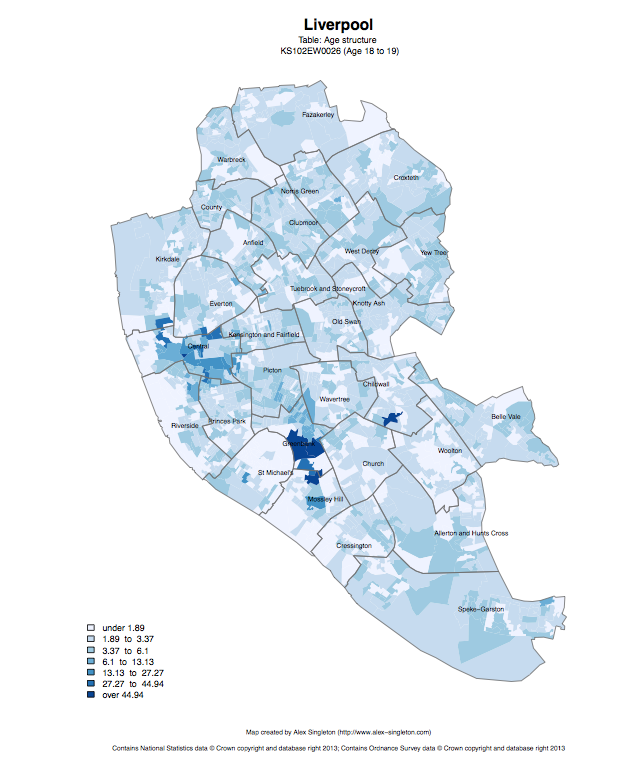 Liverpool
Table: Age structure
KS102EW0026 (Age 18 to 19)
Fazakerley
Warbreck
Croxteth
Norris Green
County
Clubmoor
Anfield
West Derby
Yew Tree
Kirkdale
Tuebrook and Stoneycroft
Everton
Knotty Ash
Old Swan
Kensington and Fairfield
Central
Picton
Childwall
Wavertree
Belle Vale
Princes Park
Riverside
Greenbank
Woolton
Church
St Michael's
Mossley Hill
Allerton and Hunts Cross
Cressington
Speke−Garston
under 1.89
1.89 to 3.37
3.37 to 6.1
6.1 to 13.13
13.13 to 27.27
27.27 to 44.94
over 44.94
Map created by Alex Singleton (http://www.alex−singleton.com)
Contains National Statistics data © Crown copyright and database right 2013; Contains Ordnance Survey data © Crown copyright and database right 2013